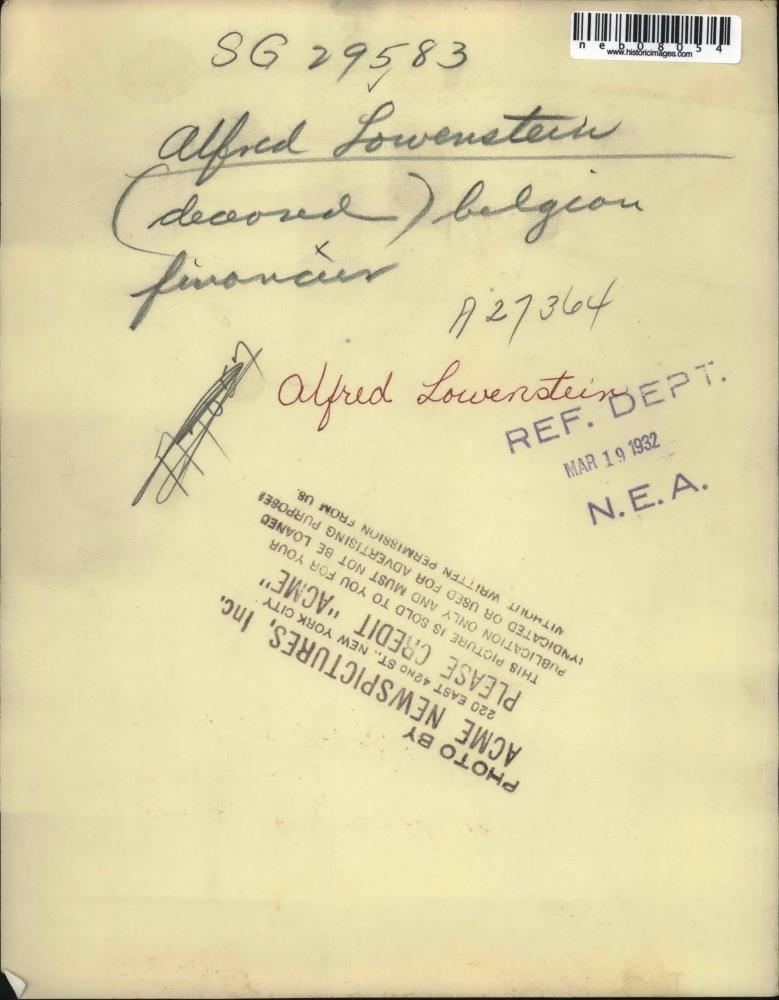 neb08054
www.historicimages.com
SG 29583
Alfred Lowenstein
(deceased) belgian
financier
A 27364
Alfred Lowenstein
REF. DEPT.
MAR 19 1932
N.E.A.
PHOTO BY
ACME NEWSPICTURES, Inc.
220 EAST 42ND ST., NEW YORK CITY
PLEASE CREDIT "ACME"
THIS PICTURE IS SOLD TO YOU FOR YOUR
PUBLICATION ONLY AND MUST NOT BE LOANED
SYNDICATED OR USED FOR ADVERTISING PURPOSES
WITHOUT WRITTEN PERMISSION FROM US.